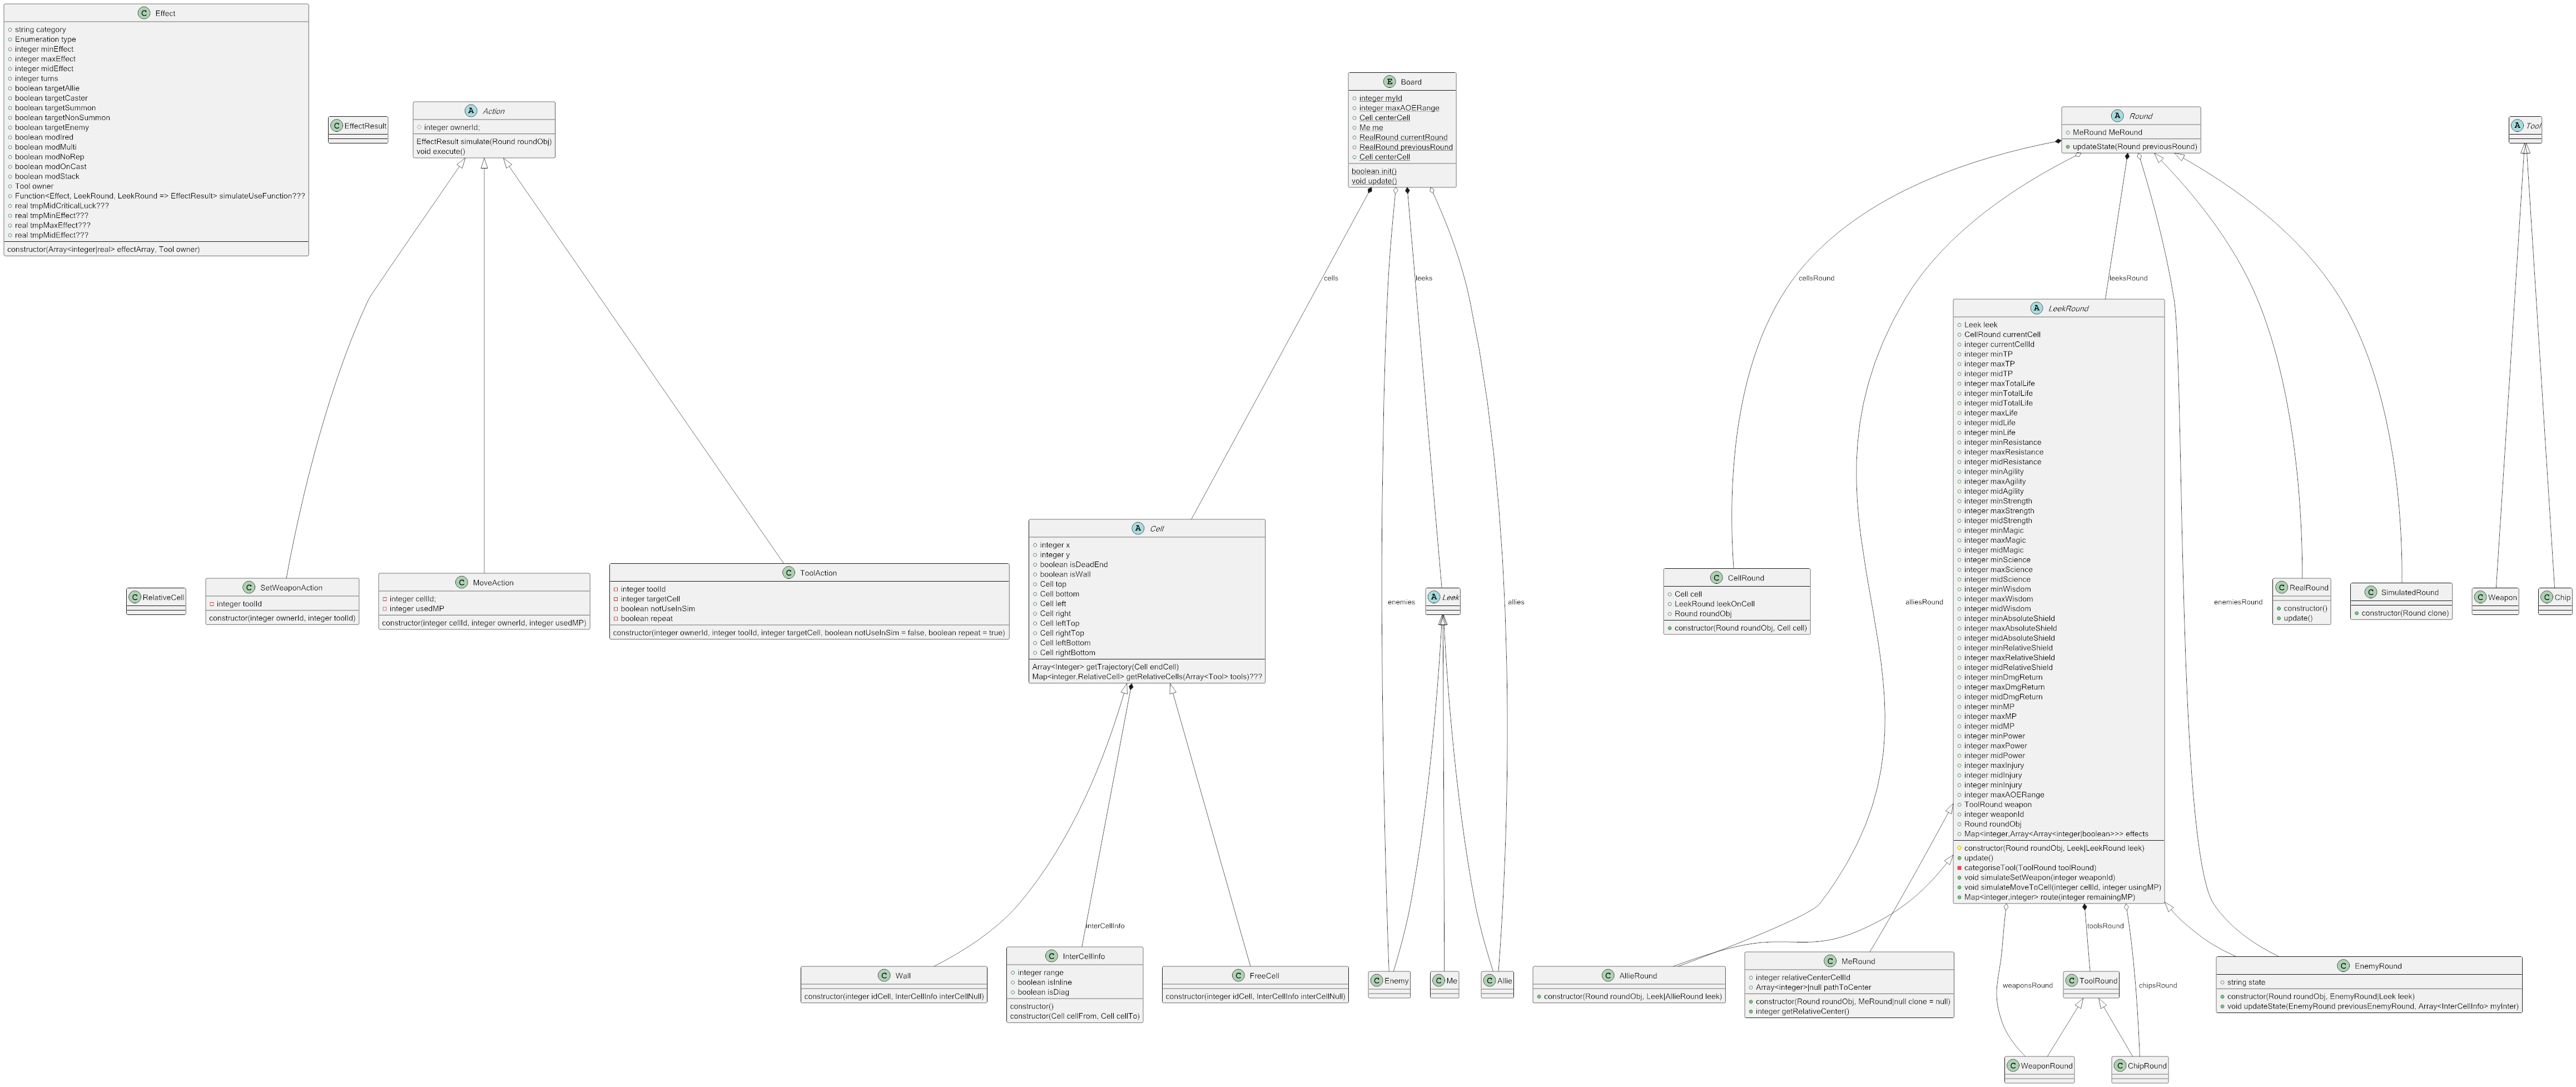 Effect
string category
Enumeration type
integer minEffect
integer maxEffect
integer midEffect
integer turns
boolean targetAllie
boolean targetCaster
boolean targetSummon
boolean targetNonSummon
boolean targetEnemy
boolean modIred
boolean modMulti
boolean modNoRep
boolean modOnCast
boolean modStack
Tool owner
Function<Effect, LeekRound, LeekRound => EffectResult> simulateUseFunction???
real tmpMidCriticalLuck???
real tmpMinEffect???
real tmpMaxEffect???
real tmpMidEffect???
constructor(Array<integer|real> effectArray, Tool owner)
EffectResult
Action
integer ownerId;
EffectResult simulate(Round roundObj)
void execute()
Board
integer myId
integer maxAOERange
Cell centerCell
Me me
RealRound currentRound
RealRound previousRound
Cell centerCell
boolean init()
void update()
Round
MeRound MeRound
updateState(Round previousRound)
Tool
cells
leeks
cellsRound
leeksRound
enemies
allies
alliesRound
enemiesRound
RelativeCell
SetWeaponAction
integer toolId
constructor(integer ownerId, integer toolId)
MoveAction
integer cellId;
integer usedMP
constructor(integer cellId, integer ownerId, integer usedMP)
ToolAction
integer toolId
integer targetCell
boolean notUseInSim
boolean repeat
constructor(integer ownerId, integer toolId, integer targetCell, boolean notUseInSim = false, boolean repeat = true)
Cell
integer x
integer y
boolean isDeadEnd
boolean isWall
Cell top
Cell bottom
Cell left
Cell right
Cell leftTop
Cell rightTop
Cell leftBottom
Cell rightBottom
Array<Integer> getTrajectory(Cell endCell)
Map<integer,RelativeCell> getRelativeCells(Array<Tool> tools)???
Leek
CellRound
Cell cell
LeekRound leekOnCell
Round roundObj
constructor(Round roundObj, Cell cell)
LeekRound
Leek leek
CellRound currentCell
integer currentCellId
integer minTP
integer maxTP
integer midTP
integer maxTotalLife
integer minTotalLife
integer midTotalLife
integer maxLife
integer midLife
integer minLife
integer minResistance
integer maxResistance
integer midResistance
integer minAgility
integer maxAgility
integer midAgility
integer minStrength
integer maxStrength
integer midStrength
integer minMagic
integer maxMagic
integer midMagic
integer minScience
integer maxScience
integer midScience
integer minWisdom
integer maxWisdom
integer midWisdom
integer minAbsoluteShield
integer maxAbsoluteShield
integer midAbsoluteShield
integer minRelativeShield
integer maxRelativeShield
integer midRelativeShield
integer minDmgReturn
integer maxDmgReturn
integer midDmgReturn
integer minMP
integer maxMP
integer midMP
integer minPower
integer maxPower
integer midPower
integer maxInjury
integer midInjury
integer minInjury
integer maxAOERange
ToolRound weapon
integer weaponId
Round roundObj
Map<integer,Array<Array<integer|boolean>>> effects
constructor(Round roundObj, Leek|LeekRound leek)
update()
categoriseTool(ToolRound toolRound)
void simulateSetWeapon(integer weaponId)
void simulateMoveToCell(integer cellId, integer usingMP)
Map<integer,integer> route(integer remainingMP)
RealRound
constructor()
update()
SimulatedRound
constructor(Round clone)
Weapon
Chip
interCellInfo
toolsRound
weaponsRound
chipsRound
Wall
constructor(integer idCell, InterCellInfo interCellNull)
InterCellInfo
integer range
boolean isInline
boolean isDiag
constructor()
constructor(Cell cellFrom, Cell cellTo)
FreeCell
constructor(integer idCell, InterCellInfo interCellNull)
Enemy
Me
Allie
AllieRound
constructor(Round roundObj, Leek|AllieRound leek)
MeRound
integer relativeCenterCellId
Array<integer>|null pathToCenter
constructor(Round roundObj, MeRound|null clone = null)
integer getRelativeCenter()
ToolRound
EnemyRound
string state
constructor(Round roundObj, EnemyRound|Leek leek)
void updateState(EnemyRound previousEnemyRound, Array<InterCellInfo> myInter)
WeaponRound
ChipRound